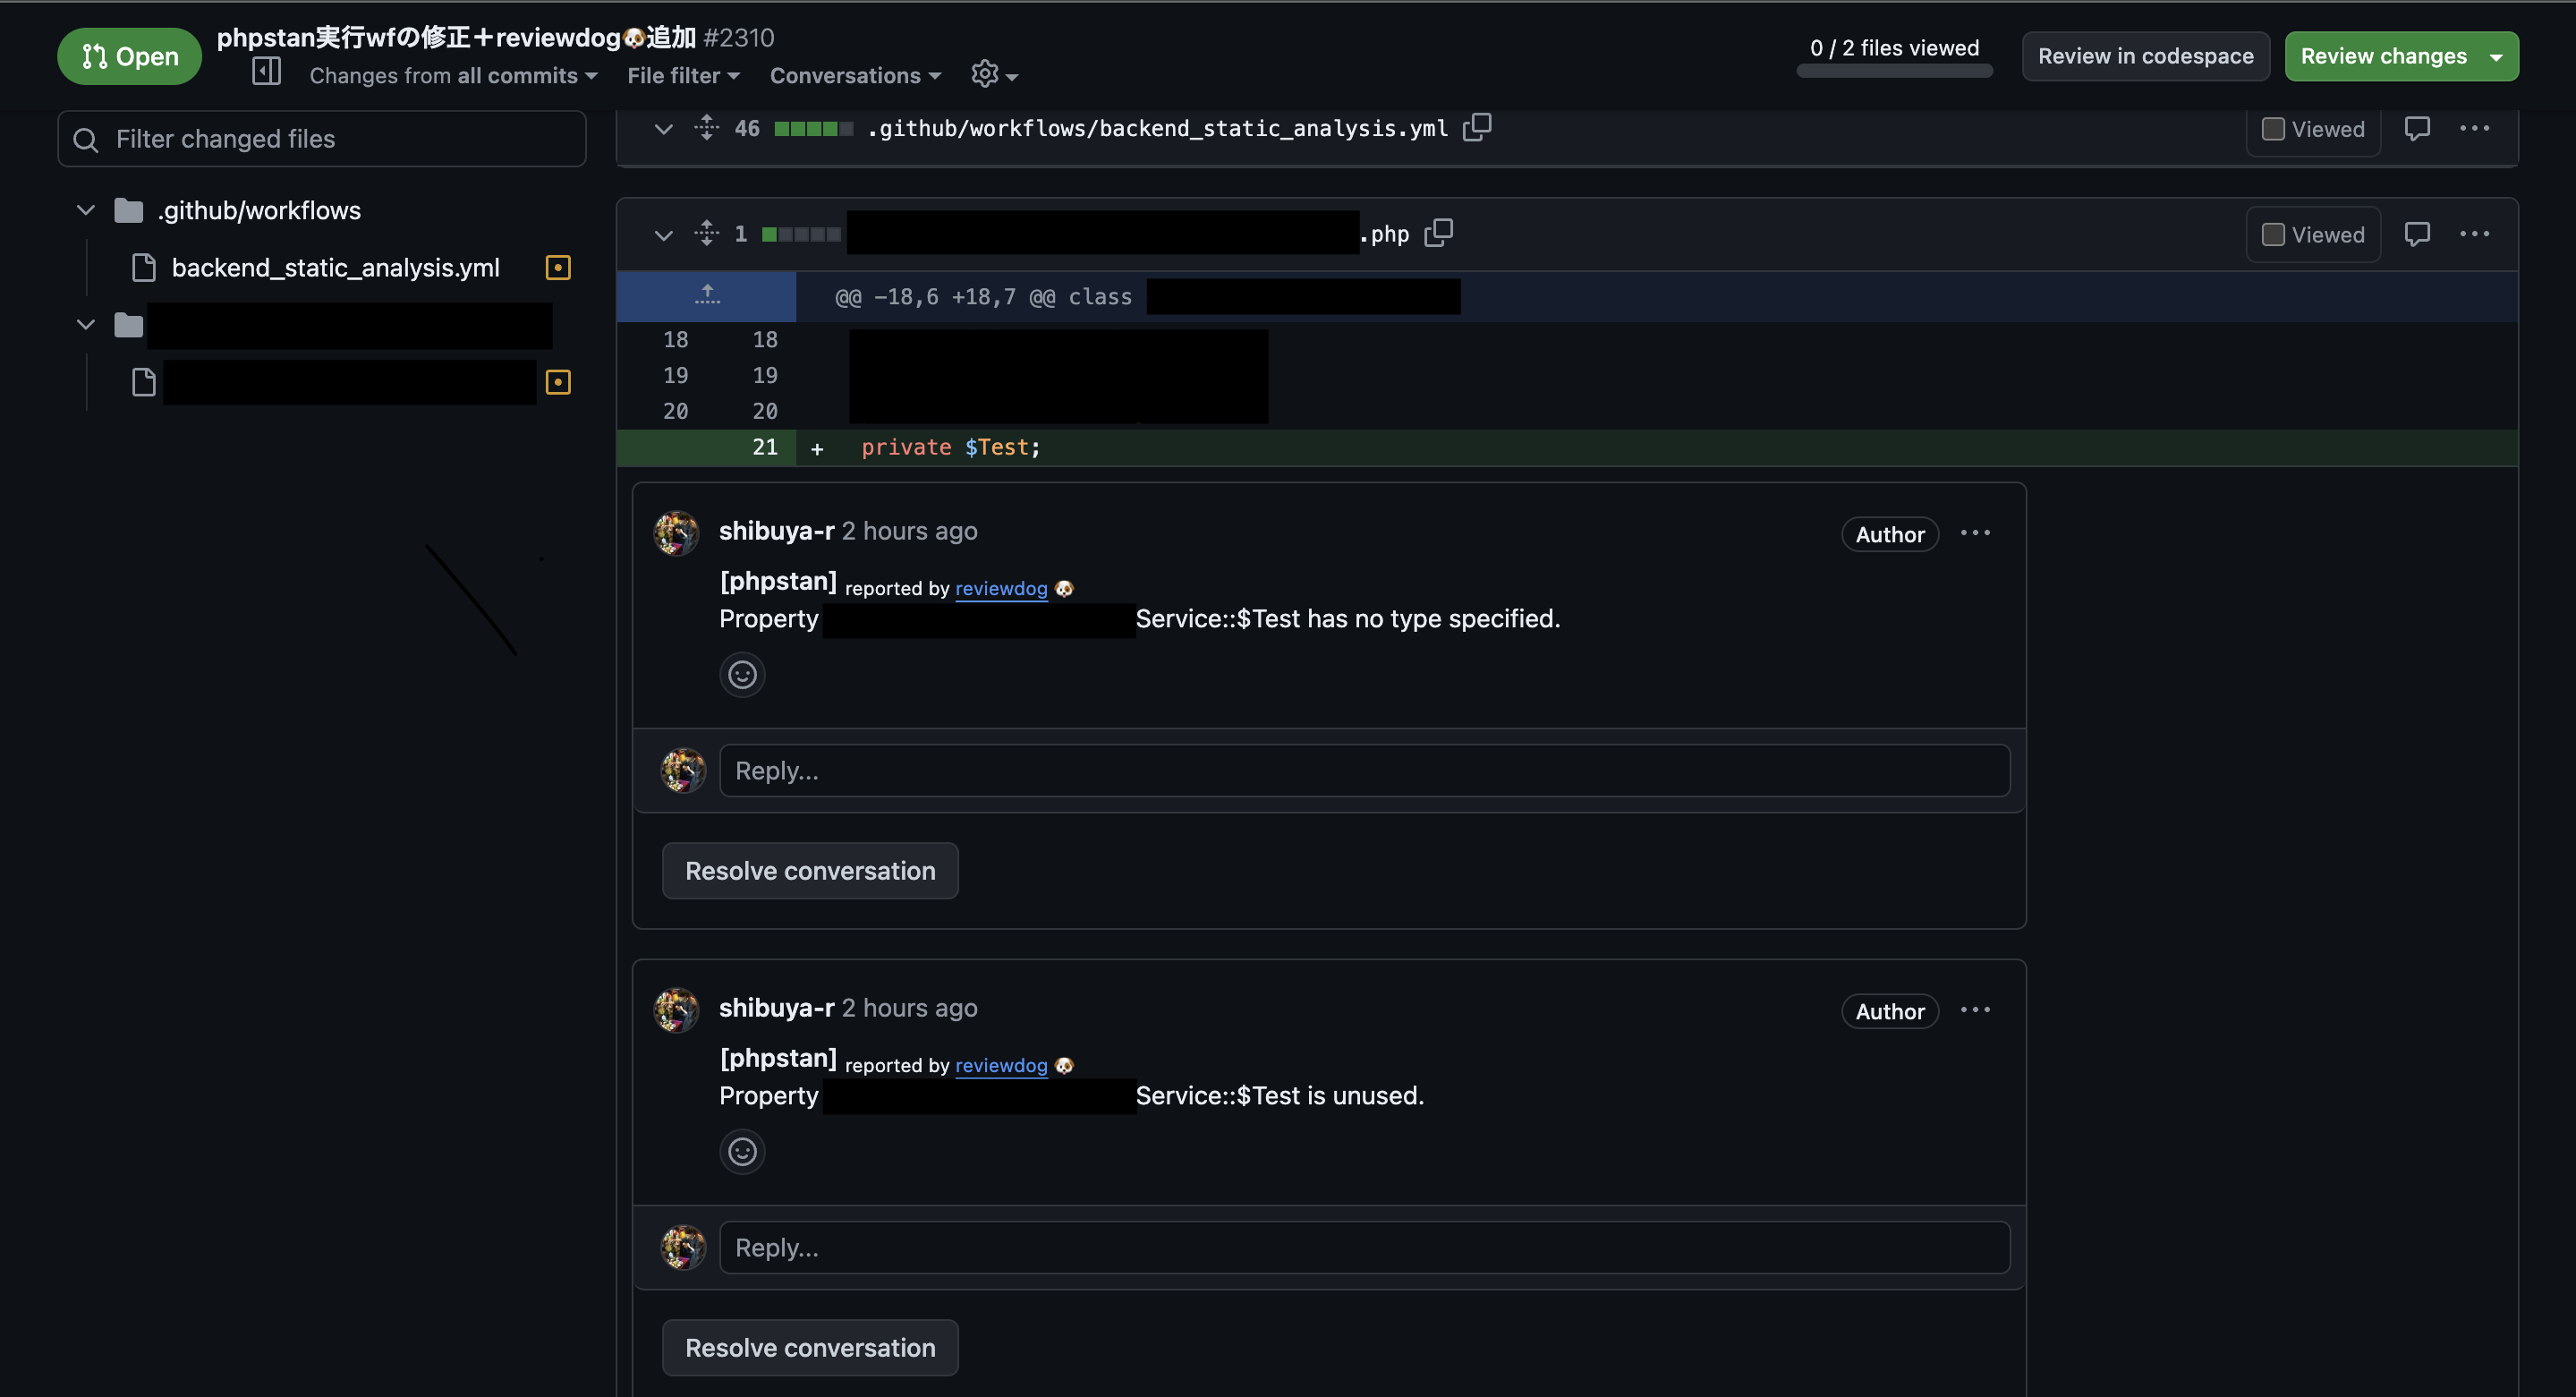 Open
phpstan実行wfの修正＋reviewdog🐶追加 #2310
Changes from all commits
File filter
Conversations
0 / 2 files viewed
Review in codespace
Review changes
Filter changed files
.github/workflows
backend_static_analysis.yml
46
.github/workflows/backend_static_analysis.yml
Viewed
1
.php
Viewed
@@ -18,6 +18,7 @@ class
18 18
19 19
20 20
21 + private $Test;
shibuya-r 2 hours ago
Author
[phpstan] reported by reviewdog 🐶
Property Service::$Test has no type specified.
Reply...
Resolve conversation
shibuya-r 2 hours ago
Author
[phpstan] reported by reviewdog 🐶
Property Service::$Test is unused.
Reply...
Resolve conversation